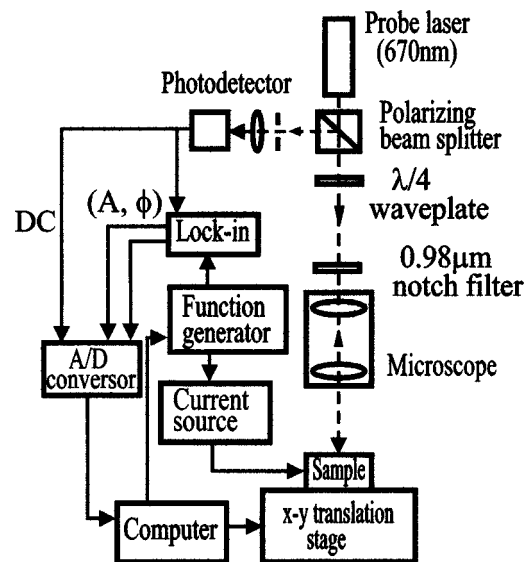 Probe laser
(670nm)
Photodetector
Polarizing
beam splitter
λ/4
waveplate
DC
(A, ϕ)
Lock-in
0.98μm
notch filter
Function
generator
A/D
conversor
Microscope
Current
source
Sample
Computer
x-y translation
stage